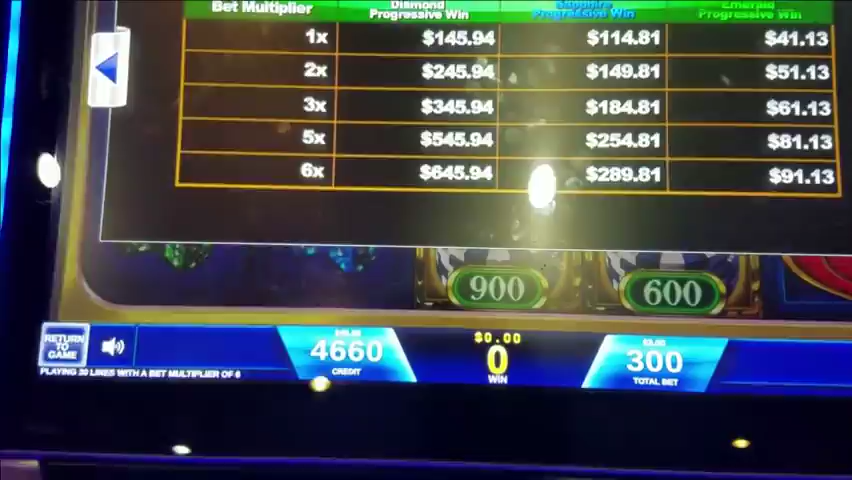 Bet Multiplier Diamond Progressive Win Sapphire Progressive Win Emerald Progressive Win
1x $145.94 $114.81 $41.13
2x $245.94 $149.81 $51.13
3x $345.94 $184.81 $61.13
5x $545.94 $254.81 $81.13
6x $645.94 $289.81 $91.13
900 600
RETURN TO GAME
4660
CREDIT
$0.00
0
WIN
$3.00
300
TOTAL BET
PLAYING 30 LINES WITH A BET MULTIPLIER OF 6